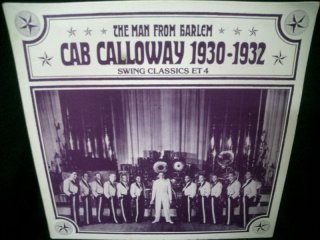 THE MAN FROM HARLEM
CAB CALLOWAY 1930-1932
SWING CLASSICS ET 4